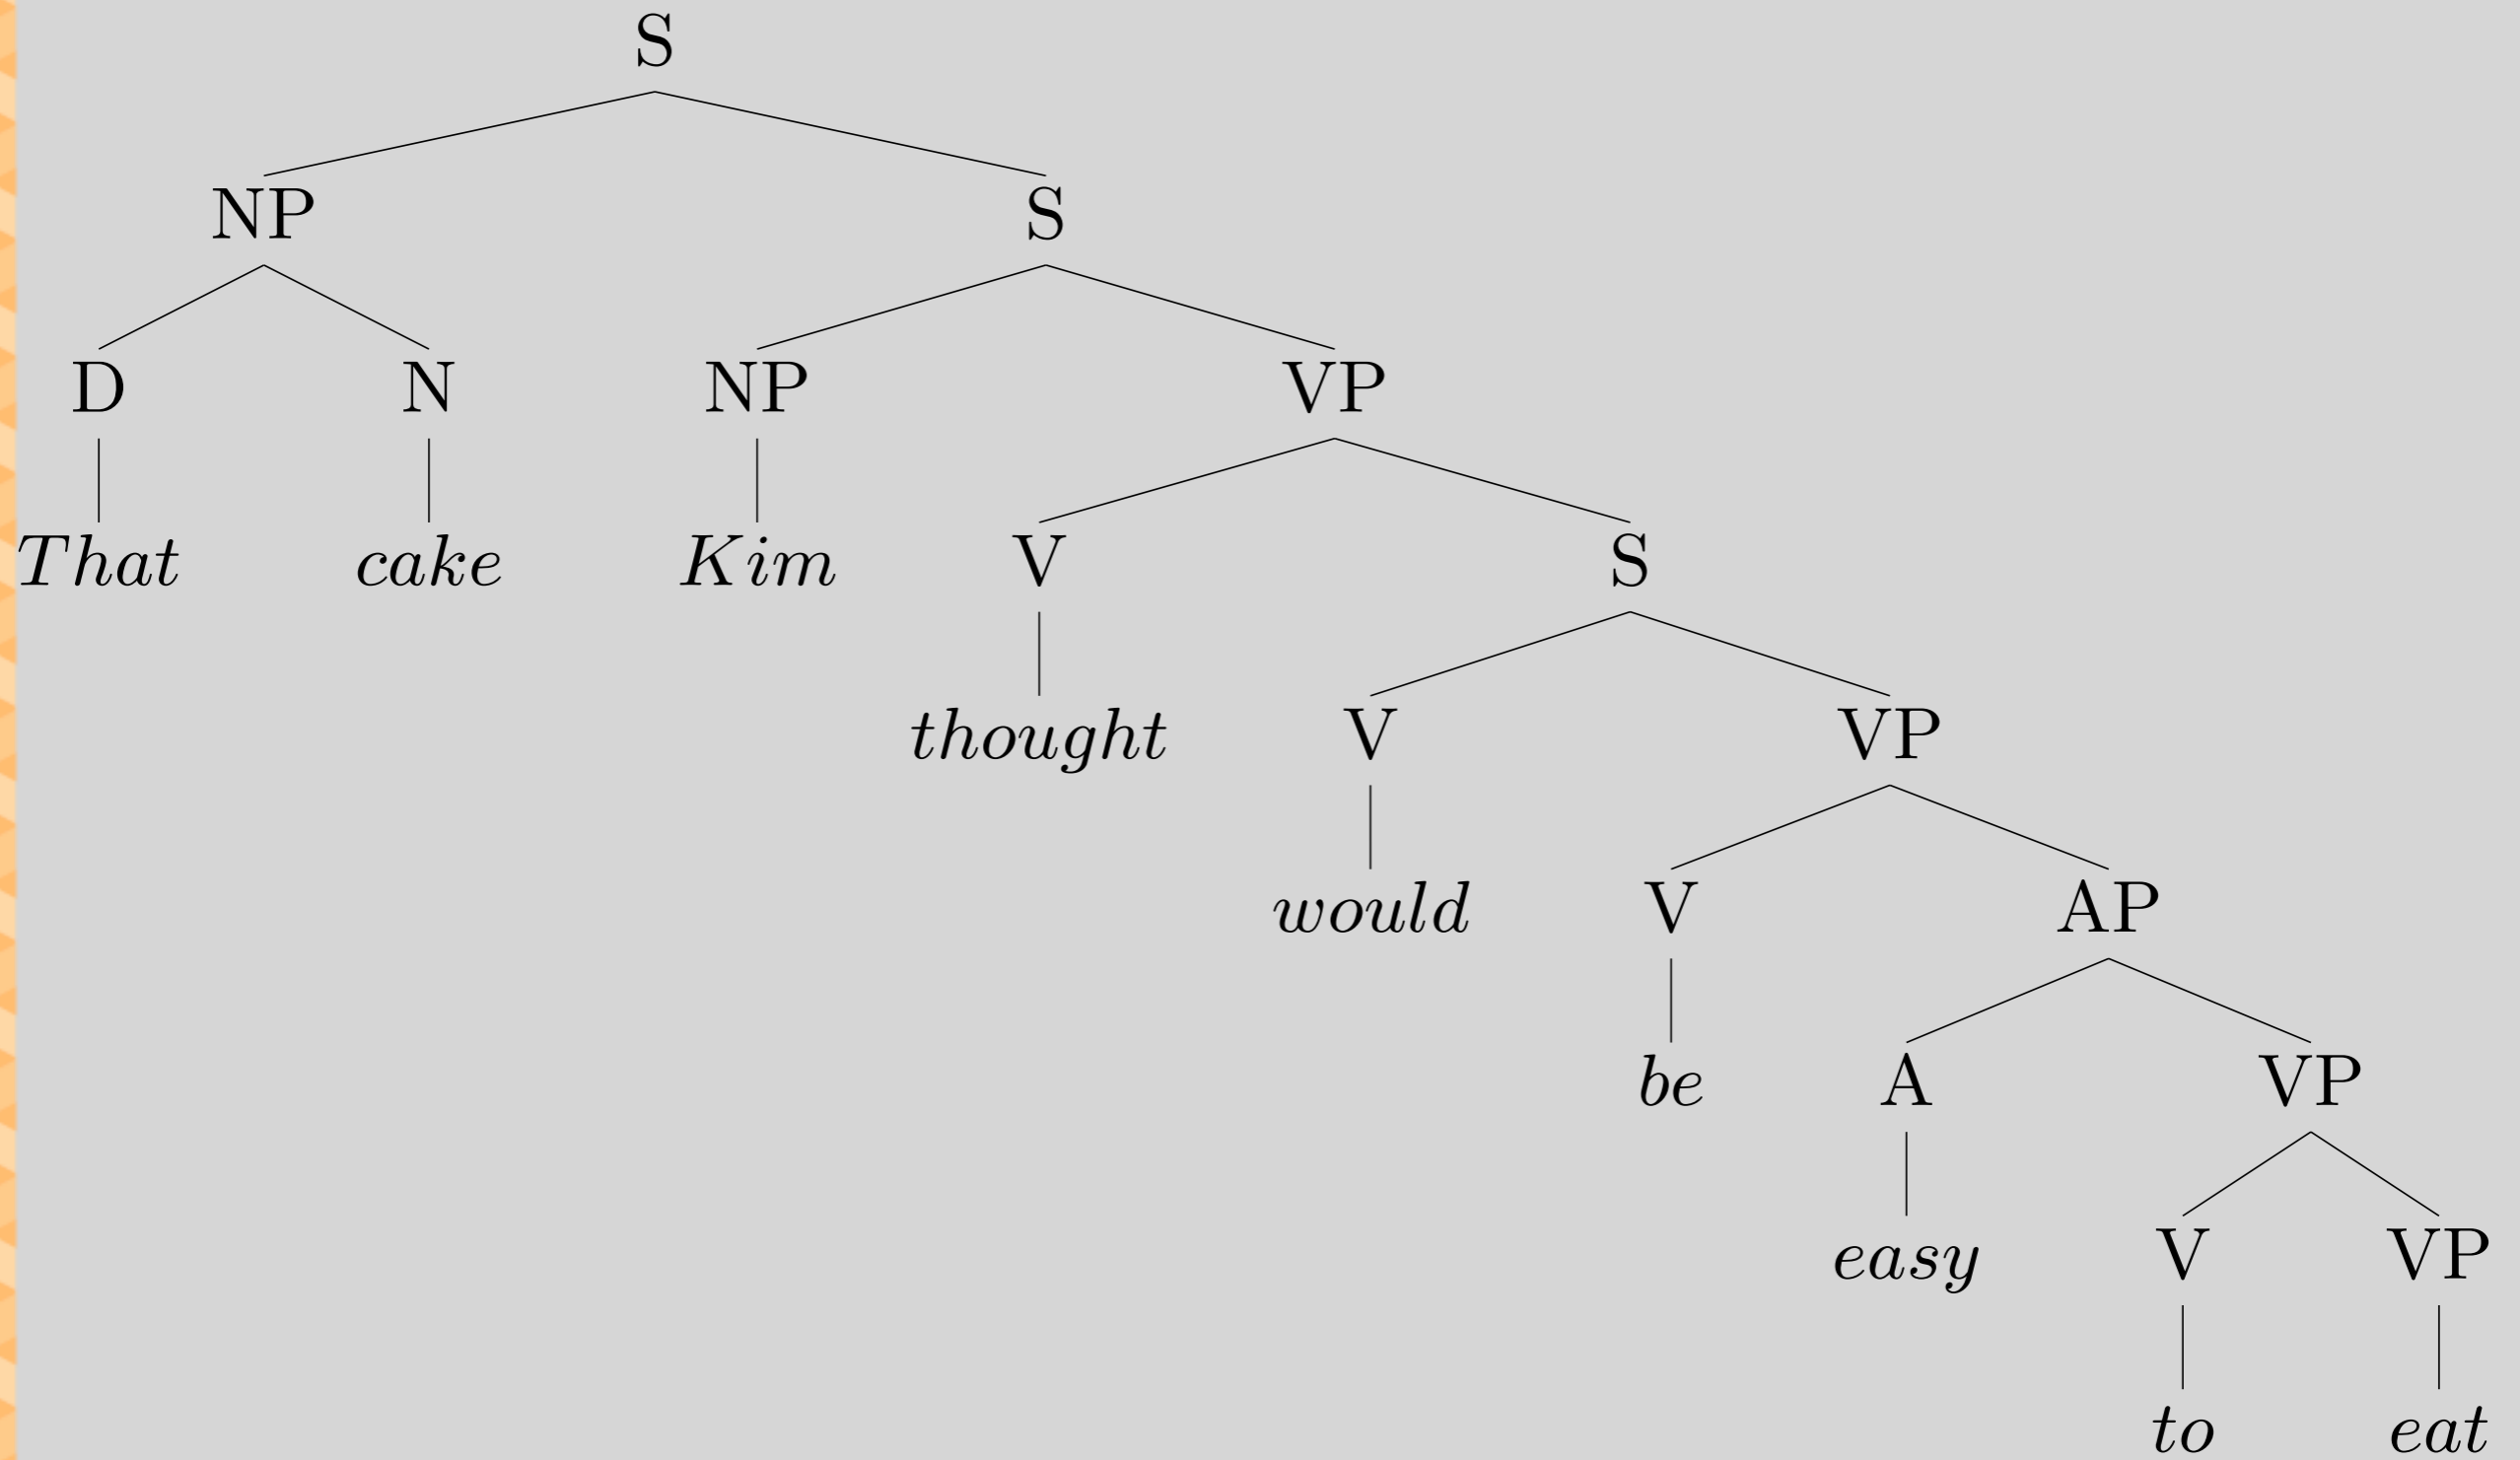 S
NP S
D N NP VP
That cake Kim V S
thought V VP
would V AP
be A VP
easy V VP
to eat